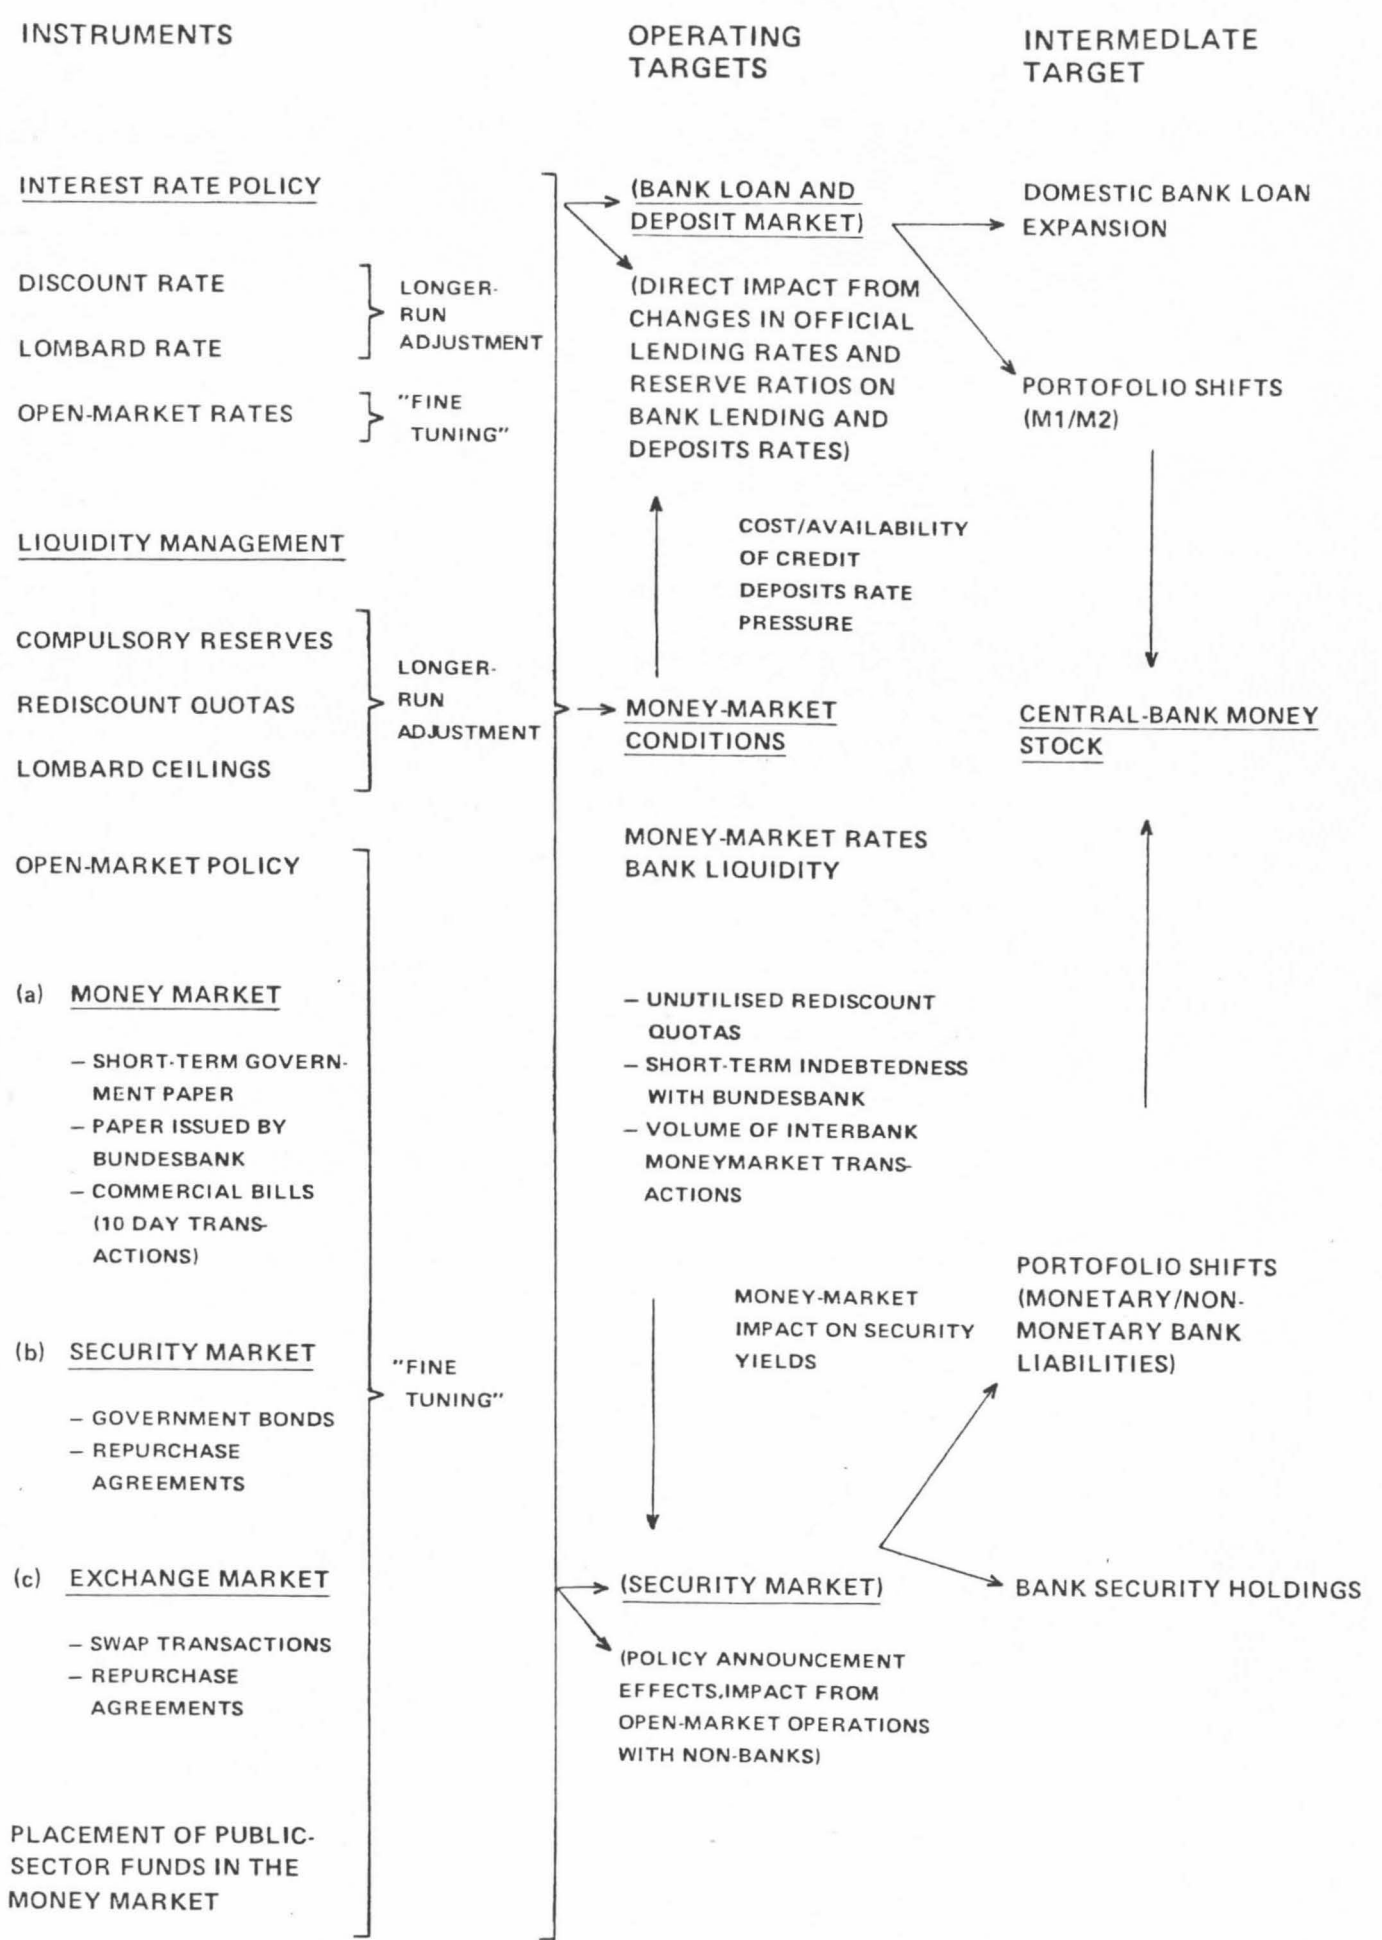 INSTRUMENTS
OPERATING
TARGETS
INTERMEDLATE
TARGET
INTEREST RATE POLICY
DISCOUNT RATE
LOMBARD RATE
LONGER-
RUN
ADJUSTMENT
OPEN-MARKET RATES
"FINE
TUNING"
LIQUIDITY MANAGEMENT
COMPULSORY RESERVES
REDISCOUNT QUOTAS
LOMBARD CEILINGS
LONGER-
RUN
ADJUSTMENT
OPEN-MARKET POLICY
(a) MONEY MARKET
– SHORT-TERM GOVERN-
MENT PAPER
– PAPER ISSUED BY
BUNDESBANK
– COMMERCIAL BILLS
(10 DAY TRANS-
ACTIONS)
(b) SECURITY MARKET
– GOVERNMENT BONDS
– REPURCHASE
AGREEMENTS
"FINE
TUNING"
(c) EXCHANGE MARKET
– SWAP TRANSACTIONS
– REPURCHASE
AGREEMENTS
PLACEMENT OF PUBLIC-
SECTOR FUNDS IN THE
MONEY MARKET
(BANK LOAN AND
DEPOSIT MARKET)
(DIRECT IMPACT FROM
CHANGES IN OFFICIAL
LENDING RATES AND
RESERVE RATIOS ON
BANK LENDING AND
DEPOSITS RATES)
COST/AVAILABILITY
OF CREDIT
DEPOSITS RATE
PRESSURE
MONEY-MARKET
CONDITIONS
MONEY-MARKET RATES
BANK LIQUIDITY
– UNUTILISED REDISCOUNT
QUOTAS
– SHORT-TERM INDEBTEDNESS
WITH BUNDESBANK
– VOLUME OF INTERBANK
MONEYMARKET TRANS-
ACTIONS
MONEY-MARKET
IMPACT ON SECURITY
YIELDS
(SECURITY MARKET)
(POLICY ANNOUNCEMENT
EFFECTS,IMPACT FROM
OPEN-MARKET OPERATIONS
WITH NON-BANKS)
DOMESTIC BANK LOAN
EXPANSION
PORTOFOLIO SHIFTS
(M1/M2)
CENTRAL-BANK MONEY
STOCK
PORTOFOLIO SHIFTS
(MONETARY/NON-
MONETARY BANK
LIABILITIES)
BANK SECURITY HOLDINGS